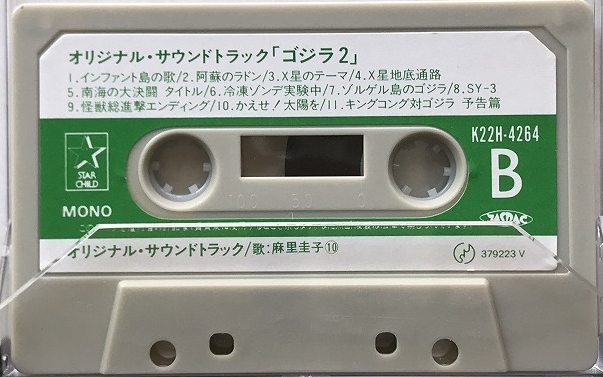 オリジナル・サウンドトラック「ゴジラ2」
1.インファント島の歌/2.阿蘇のラドン/3.X星のテーマ/4.X星地底通路
5.南海の大決闘 タイトル/6.冷凍ゾンデ実験中/7.ゾルゲル島のゴジラ/8.SY-3
9.怪獣総進撃エンディング/10.かえせ!太陽を/11.キングコング対ゴジラ 予告篇
K22H-4264
STAR
CHILD
B
MONO
100 50 0
オリジナル・サウンドトラック/歌:麻里圭子⑩
379223 V